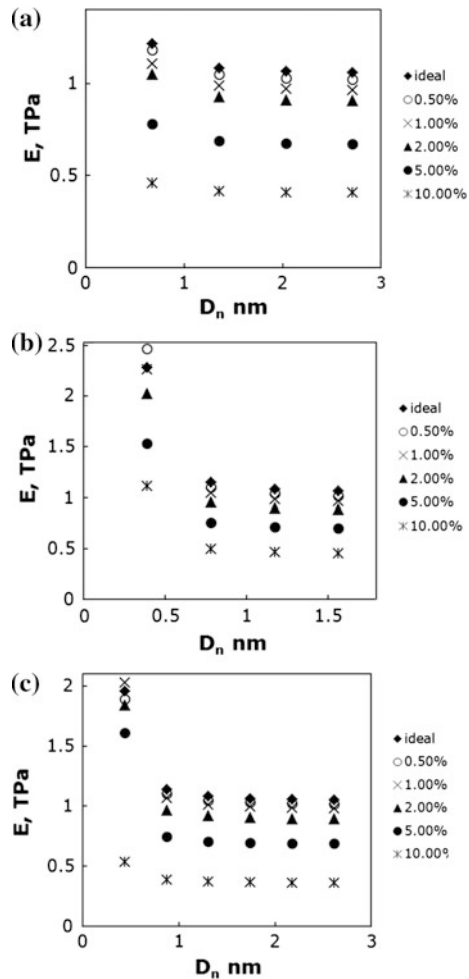 (a)
E, TPa
1
0.5
0
0 1 2 3
D_n nm
◆ideal
○0.50%
×1.00%
▲2.00%
●5.00%
✳10.00%
(b)
E, TPa
2.5
2
1.5
1
0.5
0
0 0.5 1 1.5
D_n nm
◆ideal
○0.50%
×1.00%
▲2.00%
●5.00%
✳10.00%
(c)
E, TPa
2
1.5
1
0.5
0
0 1 2 3
D_n nm
◆ideal
○0.50%
×1.00%
▲2.00%
●5.00%
✳10.00%